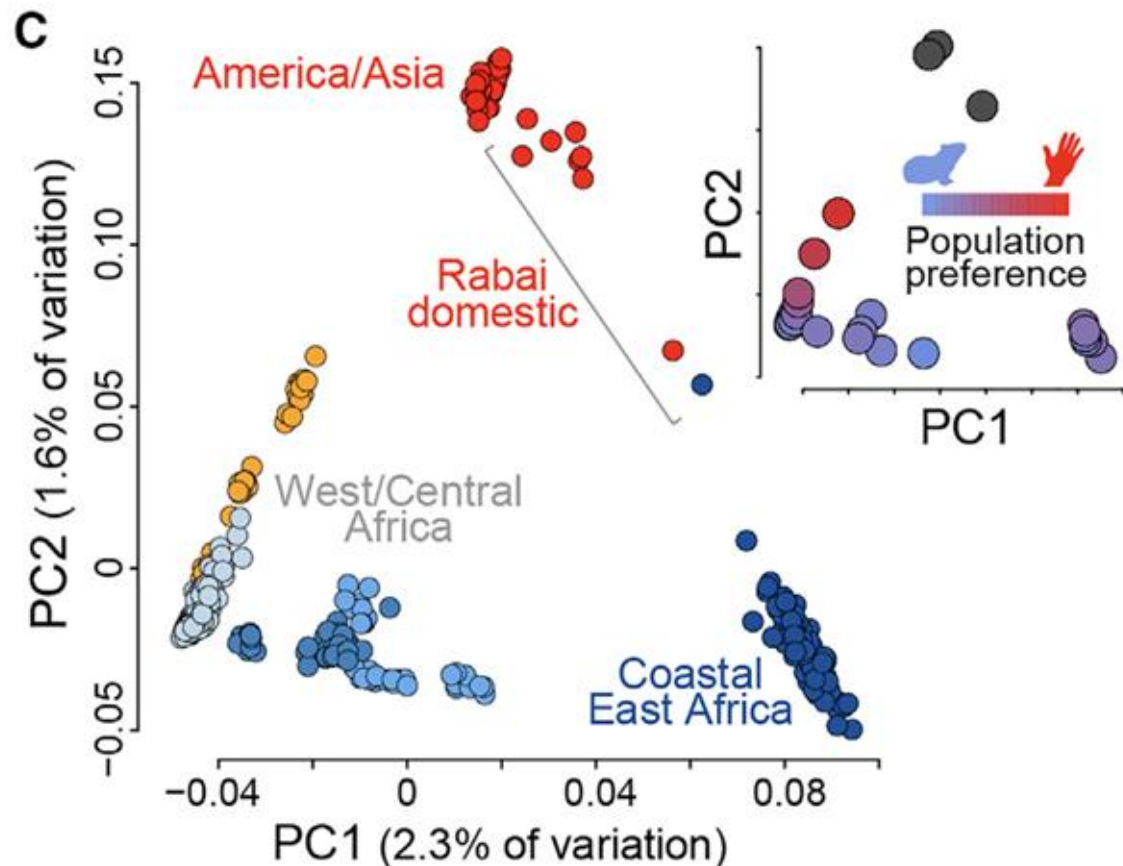 C
America/Asia
Rabai
domestic
West/Central
Africa
Coastal
East Africa
PC2 (1.6% of variation)
0.15
0.10
0.05
0
−0.05
−0.04
0
0.04
0.08
PC1 (2.3% of variation)
PC2
Population
preference
PC1